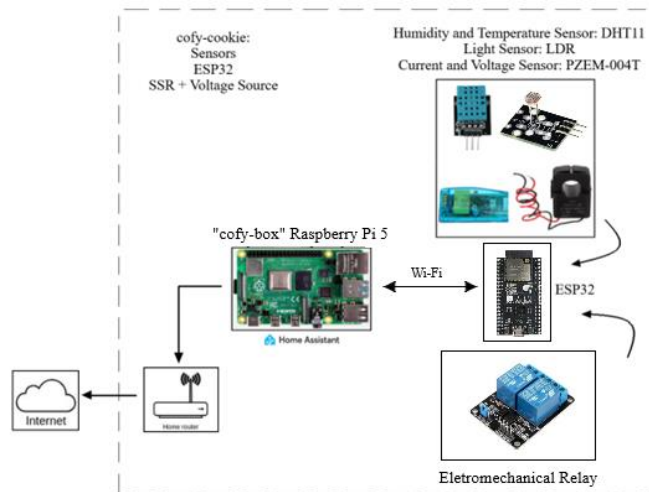 cofy-cookie:
Sensors
ESP32
SSR + Voltage Source
Humidity and Temperature Sensor: DHT11
Light Sensor: LDR
Current and Voltage Sensor: PZEM-004T
"cofy-box" Raspberry Pi 5
Wi-Fi
ESP32
Home Assistant
Internet
Home router
Eletromechanical Relay